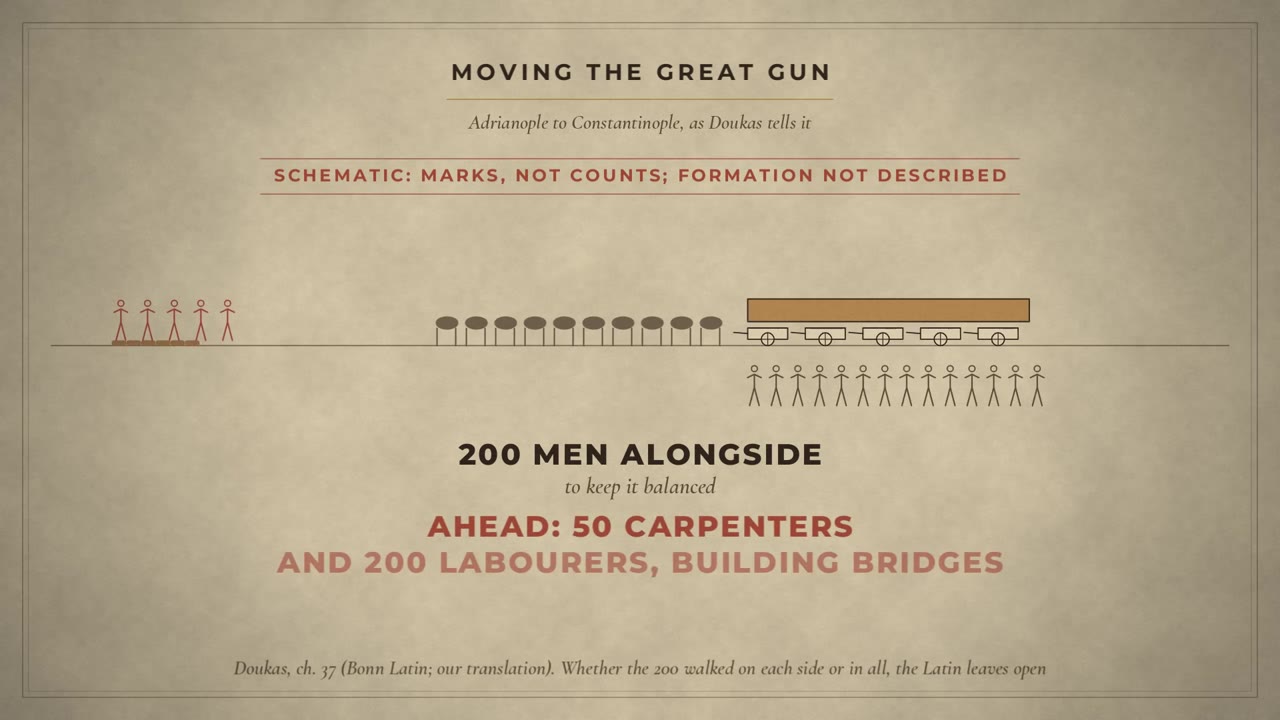 MOVING THE GREAT GUN
Adrianople to Constantinople, as Doukas tells it
SCHEMATIC: MARKS, NOT COUNTS; FORMATION NOT DESCRIBED
200 MEN ALONGSIDE
to keep it balanced
AHEAD: 50 CARPENTERS
AND 200 LABOURERS, BUILDING BRIDGES
Doukas, ch. 37 (Bonn Latin; our translation). Whether the 200 walked on each side or in all, the Latin leaves open